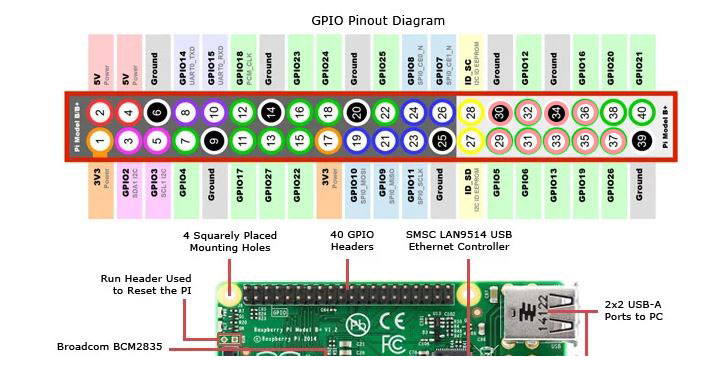 GPIO Pinout Diagram
5V Power
5V Power
Ground
GPIO14 UART0_TXD
GPIO15 UART0_RXD
GPIO18 PCM_CLK
Ground
GPIO23
GPIO24
Ground
GPIO25
GPIO8 SPI0_CE0_N
GPIO7 SPI0_CE1_N
ID_SC I2C ID EEPROM
Ground
GPIO12
Ground
GPIO16
GPIO20
GPIO21
Pi Model B/B+
2 4 6 8 10 12 14 16 18 20 22 24 26 28 30 32 34 36 38 40
1 3 5 7 9 11 13 15 17 19 21 23 25 27 29 31 33 35 37 39
Pi Model B+
3V3 Power
GPIO2 SDA1 I2C
GPIO3 SCL1 I2C
GPIO4
Ground
GPIO17
GPIO27
GPIO22
3V3 Power
GPIO10 SPI0_MOSI
GPIO9 SPI0_MISO
GPIO11 SPI0_SCLK
Ground
ID_SD I2C ID EEPROM
GPIO5
GPIO6
GPIO13
GPIO19
GPIO26
Ground
4 Squarely Placed
Mounting Holes
40 GPIO
Headers
SMSC LAN9514 USB
Ethernet Controller
Run Header Used
to Reset the PI
2x2 USB-A
Ports to PC
Broadcom BCM2835
GPIO
Raspberry Pi Model B+ V1.2
© Raspberry Pi 2014
Pb
CE
FC
14122
USB